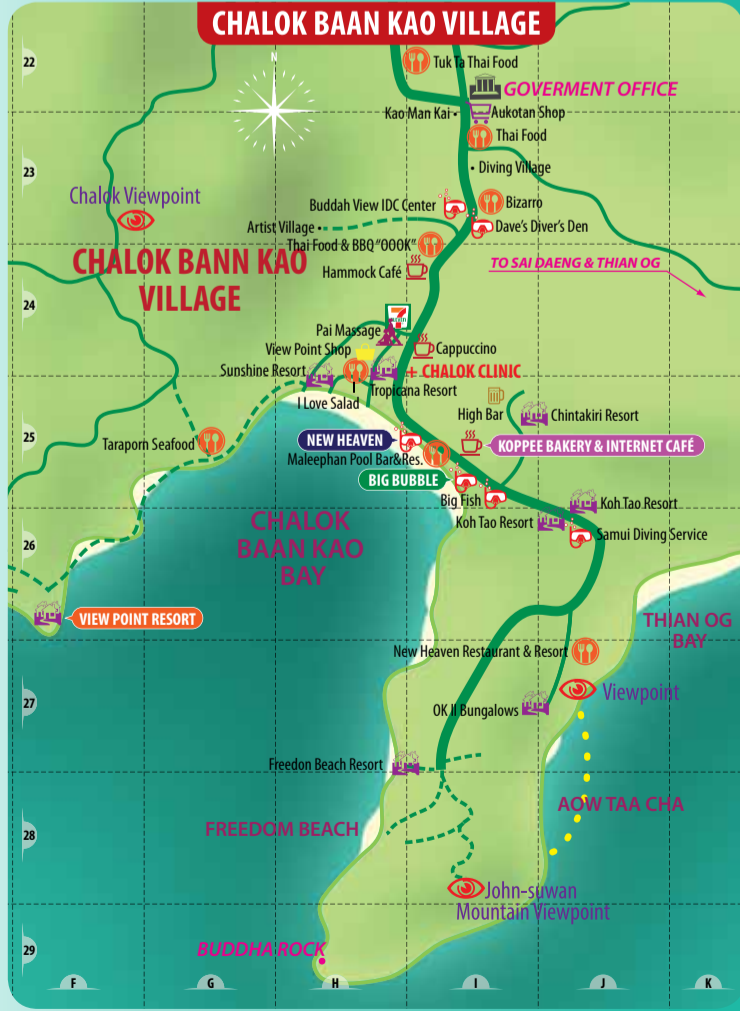 CHALOK BAAN KAO VILLAGE
N
22
Tuk Ta Thai Food
GOVERMENT OFFICE
Kao Man Kai
Aukotan Shop
Thai Food
23
Diving Village
Chalok Viewpoint
Buddah View IDC Center
Bizarro
Artist Village
Dave's Diver's Den
Thai Food & BBQ "OOOK"
CHALOK BANN KAO
VILLAGE
TO SAI DAENG & THIAN OG
Hammock Café
24
7
Pai Massage
View Point Shop
Cappuccino
Sunshine Resort
+ CHALOK CLINIC
Tropicana Resort
I Love Salad
High Bar
Chintakiri Resort
25
Taraporn Seafood
NEW HEAVEN
KOPPEE BAKERY & INTERNET CAFÉ
Maleephan Pool Bar&Res.
BIG BUBBLE
Big Fish
Koh Tao Resort
Koh Tao Resort
CHALOK
BAAN KAO
BAY
26
Samui Diving Service
VIEW POINT RESORT
THIAN OG
BAY
New Heaven Restaurant & Resort
Viewpoint
27
OK II Bungalows
Freedon Beach Resort
AOW TAA CHA
FREEDOM BEACH
28
John-suwan
Mountain Viewpoint
BUDDHA ROCK
29
F G H I J K